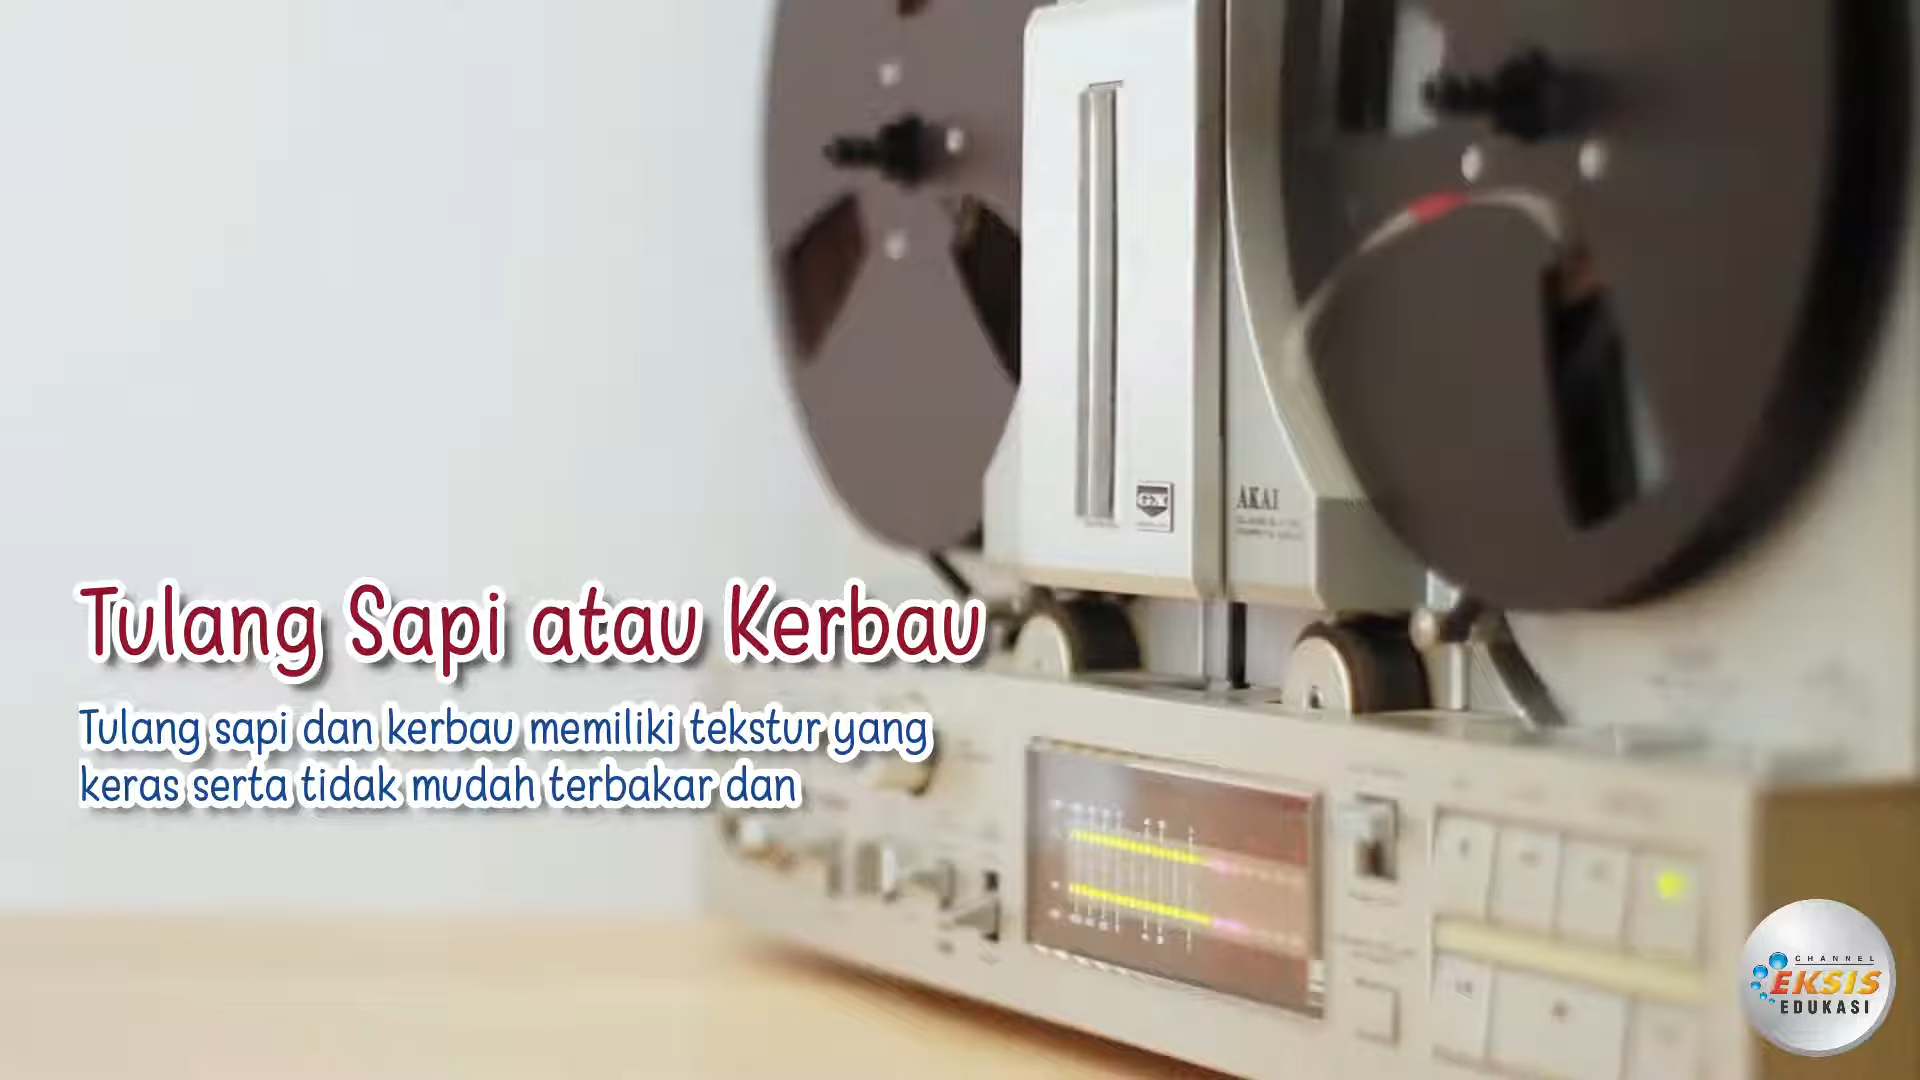 AKAI
Tulang Sapi atau Kerbau
Tulang sapi dan kerbau memiliki tekstur yang
keras serta tidak mudah terbakar dan
CHANNEL
EKSIS
EDUKASI